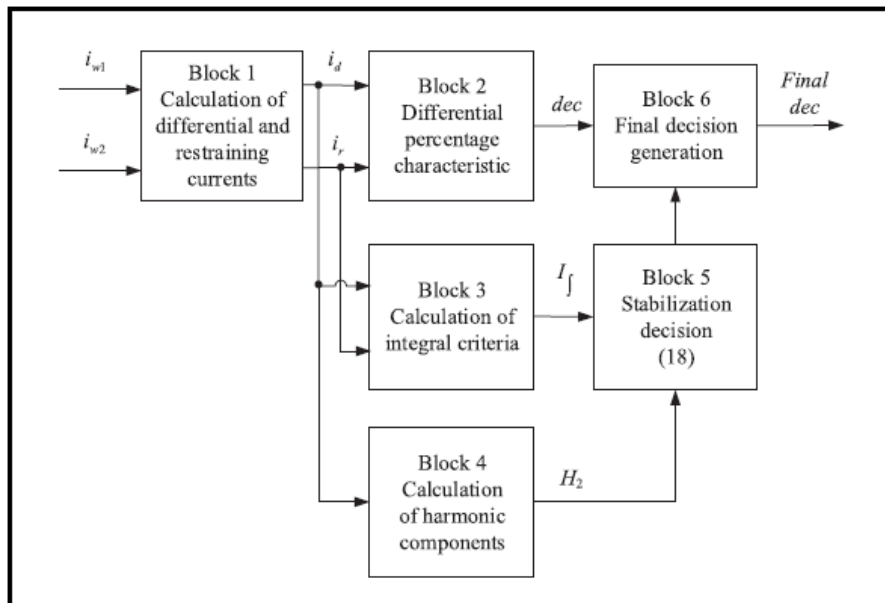 i_w1
i_w2
Block 1
Calculation of
differential and
restraining
currents
i_d
i_r
Block 2
Differential
percentage
characteristic
dec
Block 6
Final decision
generation
Final
dec
Block 3
Calculation of
integral criteria
I_∫
Block 5
Stabilization
decision
(18)
Block 4
Calculation
of harmonic
components
H_2